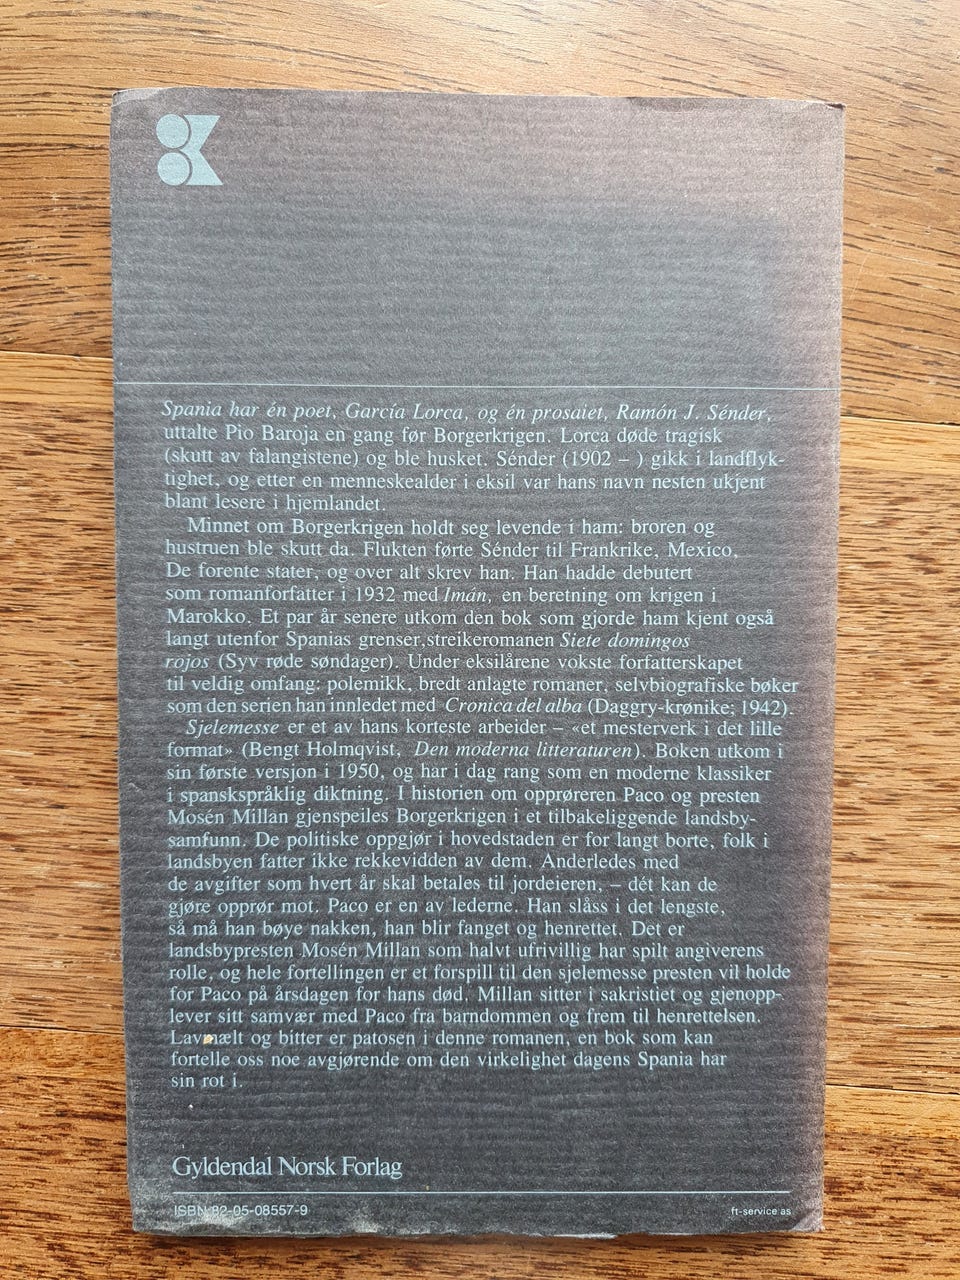 Spania har én poet, García Lorca, og én prosaiet, Ramón J. Sénder,
uttalte Pio Baroja en gang før Borgerkrigen. Lorca døde tragisk
(skutt av falangistene) og ble husket. Sénder (1902 – ) gikk i landflyk-
tighet, og etter en menneskealder i eksil var hans navn nesten ukjent
blant lesere i hjemlandet.
Minnet om Borgerkrigen holdt seg levende i ham: broren og
hustruen ble skutt da. Flukten førte Sénder til Frankrike, Mexico,
De forente stater, og over alt skrev han. Han hadde debutert
som romanforfatter i 1932 med Imán, en beretning om krigen i
Marokko. Et par år senere utkom den bok som gjorde ham kjent også
langt utenfor Spanias grenser,streikeromanen Siete domingos
rojos (Syv røde søndager). Under eksilårene vokste forfatterskapet
til veldig omfang: polemikk, bredt anlagte romaner, selvbiografiske bøker
som den serien han innledet med Cronica del alba (Daggry-krønike; 1942).
Sjelemesse er et av hans korteste arbeider – «et mesterverk i det lille
format» (Bengt Holmqvist, Den moderna litteraturen). Boken utkom i
sin første versjon i 1950, og har i dag rang som en moderne klassiker
i spanskspråklig diktning. I historien om opprøreren Paco og presten
Mosén Millan gjenspeiles Borgerkrigen i et tilbakeliggende landsby-
samfunn. De politiske oppgjør i hovedstaden er for langt borte, folk i
landsbyen fatter ikke rekkevidden av dem. Anderledes med
de avgifter som hvert år skal betales til jordeieren, – dét kan de
gjøre opprør mot. Paco er en av lederne. Han slåss i det lengste,
så må han bøye nakken, han blir fanget og henrettet. Det er
landsbypresten Mosén Millan som halvt ufrivillig har spilt angiverens
rolle, og hele fortellingen er et forspill til den sjelemesse presten vil holde
for Paco på årsdagen for hans død. Millan sitter i sakristiet og gjenopp-
lever sitt samvær med Paco fra barndommen og frem til henrettelsen.
Lavmælt og bitter er patosen i denne romanen, en bok som kan
fortelle oss noe avgjørende om den virkelighet dagens Spania har
sin rot i.
Gyldendal Norsk Forlag
ISBN 82-05-08557-9
ft-service as